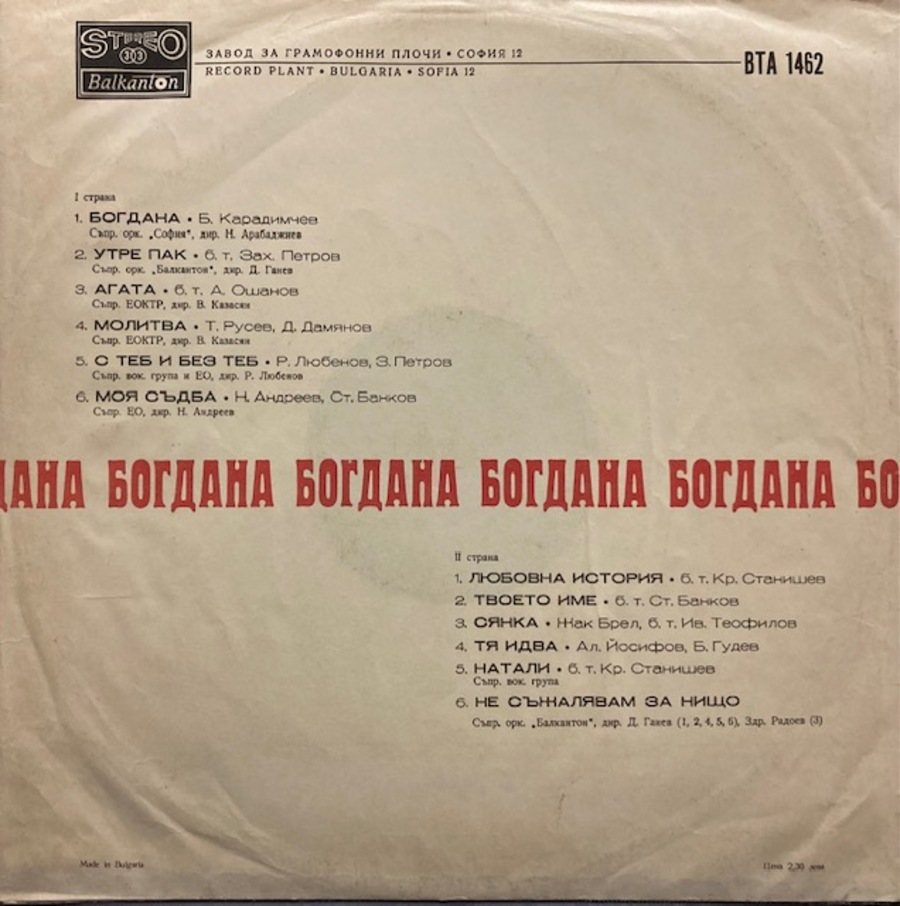 STEREO
303
Balkanton
ЗАВОД ЗА ГРАМОФОННИ ПЛОЧИ • СОФИЯ 12
RECORD PLANT • BULGARIA • SOFIA 12
ВТА 1462
I страна
1. БОГДАНА • Б. Карадимчев
Съпр. орк. „София“, дир. Н. Арабаджиев
2. УТРЕ ПАК • б. т. Зах. Петров
Съпр. орк. „Балкантон“, дир. Д. Ганев
3. АГАТА • б. т. А. Ошанов
Съпр. ЕОКТР, дир. В. Казасян
4. МОЛИТВА • Т. Русев, Д. Дамянов
Съпр. ЕОКТР, дир. В. Казасян
5. С ТЕБ И БЕЗ ТЕБ • Р. Любенов, З. Петров
Съпр. вок. група и ЕО, дир. Р. Любенов
6. МОЯ СЪДБА • Н. Андреев, Ст. Банков
Съпр. ЕО, дир. Н. Андреев
ДАНА БОГДАНА БОГДАНА БОГДАНА БОГДАНА БО
II страна
1. ЛЮБОВНА ИСТОРИЯ • б. т. Кр. Станишев
2. ТВОЕТО ИМЕ • б. т. Ст. Банков
3. СЯНКА • Жак Брел, б. т. Ив. Теофилов
4. ТЯ ИДВА • Ал. Йосифов, Б. Гудев
5. НАТАЛИ • б. т. Кр. Станишев
Съпр. вок. група
6. НЕ СЪЖАЛЯВАМ ЗА НИЩО
Съпр. орк. „Балкантон“, дир. Д. Ганев (1, 2, 4, 5, 6), Здр. Радоев (3)
Made in Bulgaria
Цена 2,30 лева